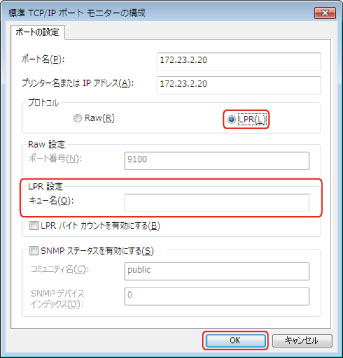 標準 TCP/IP ポート モニターの構成
ポートの設定
ポート名(P): 172.23.2.20
プリンター名または IP アドレス(A): 172.23.2.20
プロトコル
Raw(R) LPR(L)
Raw 設定
ポート番号(N): 9100
LPR 設定
キュー名(Q):
LPR バイト カウントを有効にする(B)
SNMP ステータスを有効にする(S)
コミュニティ名(C): public
SNMP デバイス
インデックス(D): 0
OK キャンセル